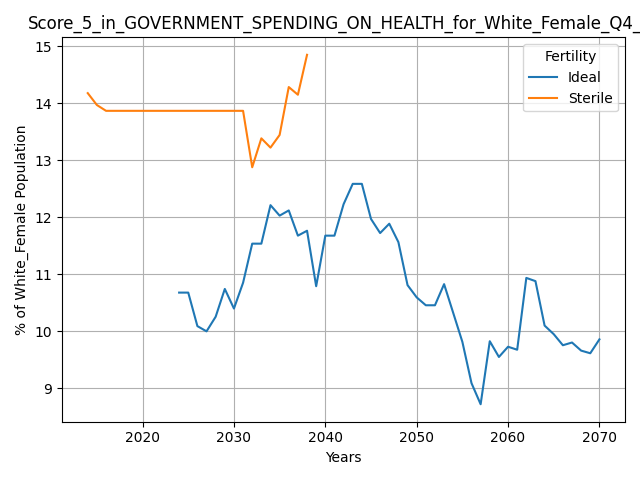 Score_5_in_GOVERNMENT_SPENDING_ON_HEALTH_for_White_Female_Q4_
15
14
13
12
11
10
9
% of White_Female Population
Fertility
Ideal
Sterile
2020 2030 2040 2050 2060 2070
Years